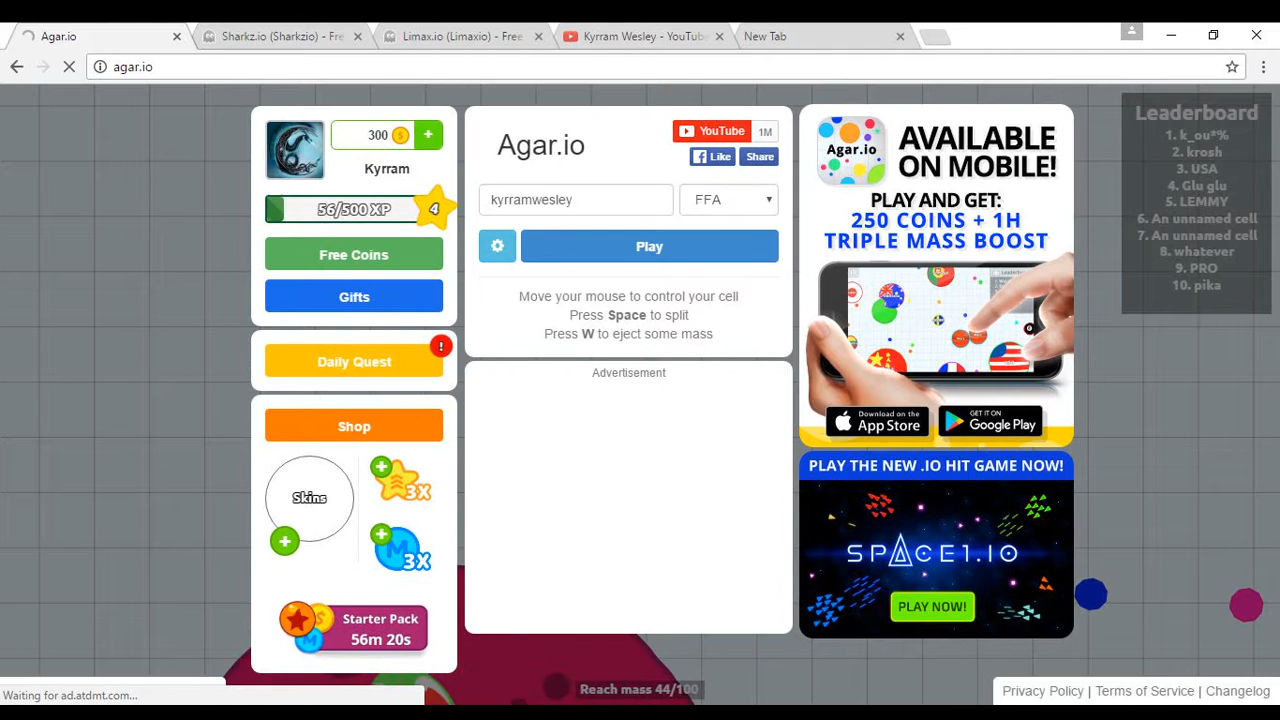 Agar.io
Sharkz.io (Sharkzio) - Fre
Limax.io (Limaxio) - Free
Kyrram Wesley - YouTube
New Tab
agar.io
300
Kyrram
56/500 XP
4
Free Coins
Gifts
Daily Quest
!
Shop
Skins
3X
M
3X
Starter Pack
56m 20s
M
Agar.io
YouTube
1M
Like
Share
kyrramwesley
FFA
Play
Move your mouse to control your cell
Press Space to split
Press W to eject some mass
Advertisement
Agar.io
AVAILABLE
ON MOBILE!
PLAY AND GET:
250 COINS + 1H
TRIPLE MASS BOOST
Download on the
App Store
GET IT ON
Google Play
PLAY THE NEW .IO HIT GAME NOW!
SPACE1.IO
PLAY NOW!
Leaderboard
1. k_ou*%
2. krosh
3. USA
4. Glu glu
5. LEMMY
6. An unnamed cell
7. An unnamed cell
8. whatever
9. PRO
10. pika
Reach mass 44/100
Waiting for ad.atdmt.com...
Privacy Policy | Terms of Service | Changelog